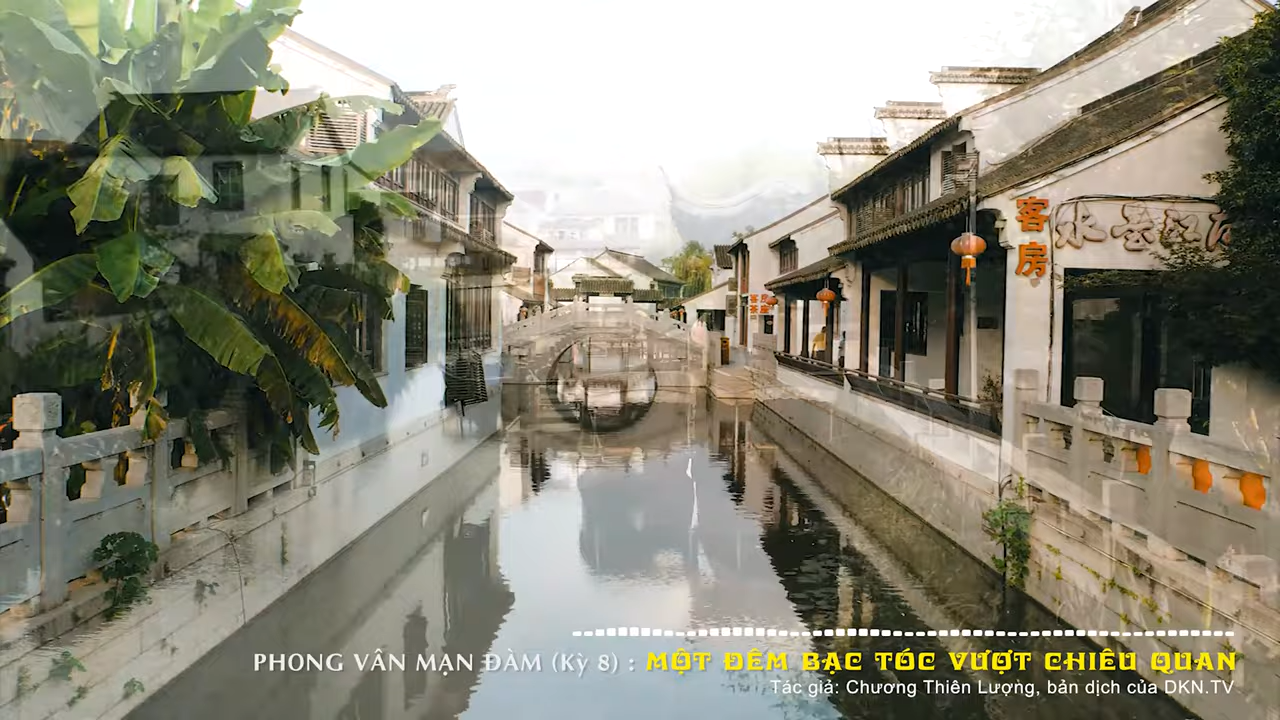 客房
PHONG VÂN MẠN ĐÀM (Kỳ 8) : MỘT ĐÊM BẠC TÓC VƯỢT CHIÊU QUAN
Tác giả: Chương Thiên Lượng, bản dịch của DKN.TV